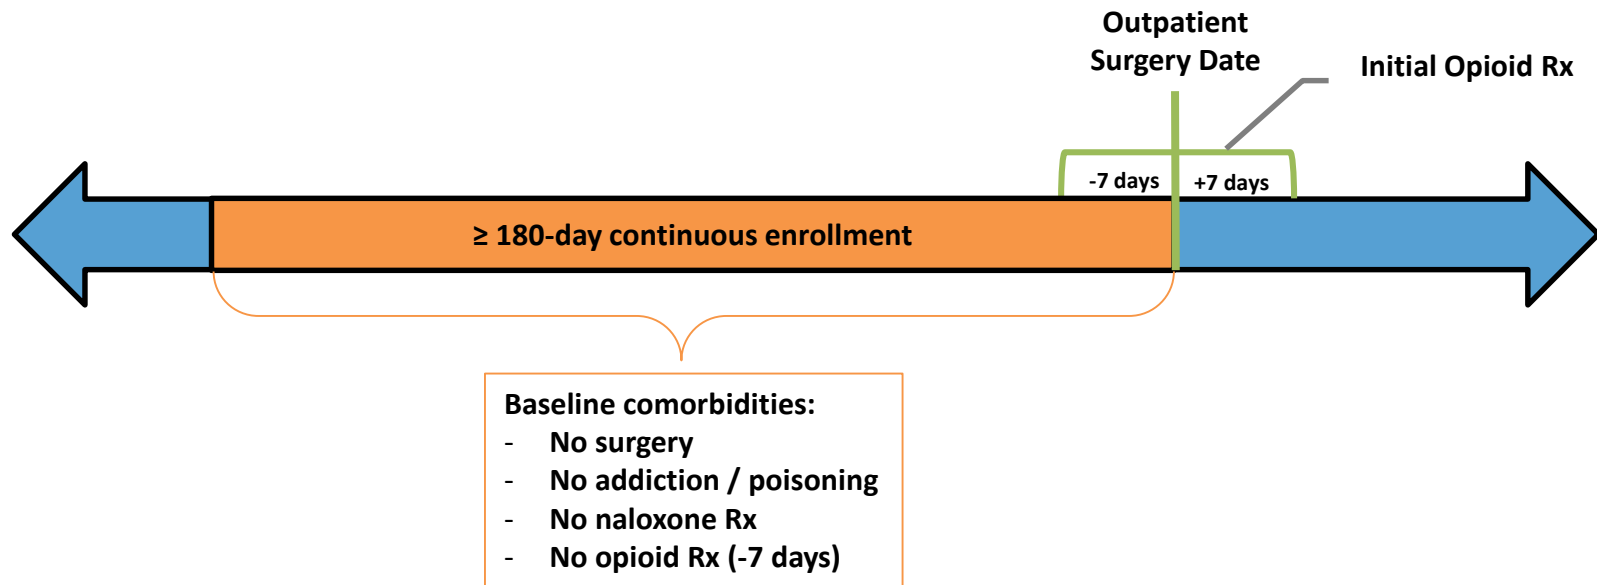 Outpatient
Surgery Date
Initial Opioid Rx
-7 days
+7 days
≥ 180-day continuous enrollment
Baseline comorbidities:
- No surgery
- No addiction / poisoning
- No naloxone Rx
- No opioid Rx (-7 days)